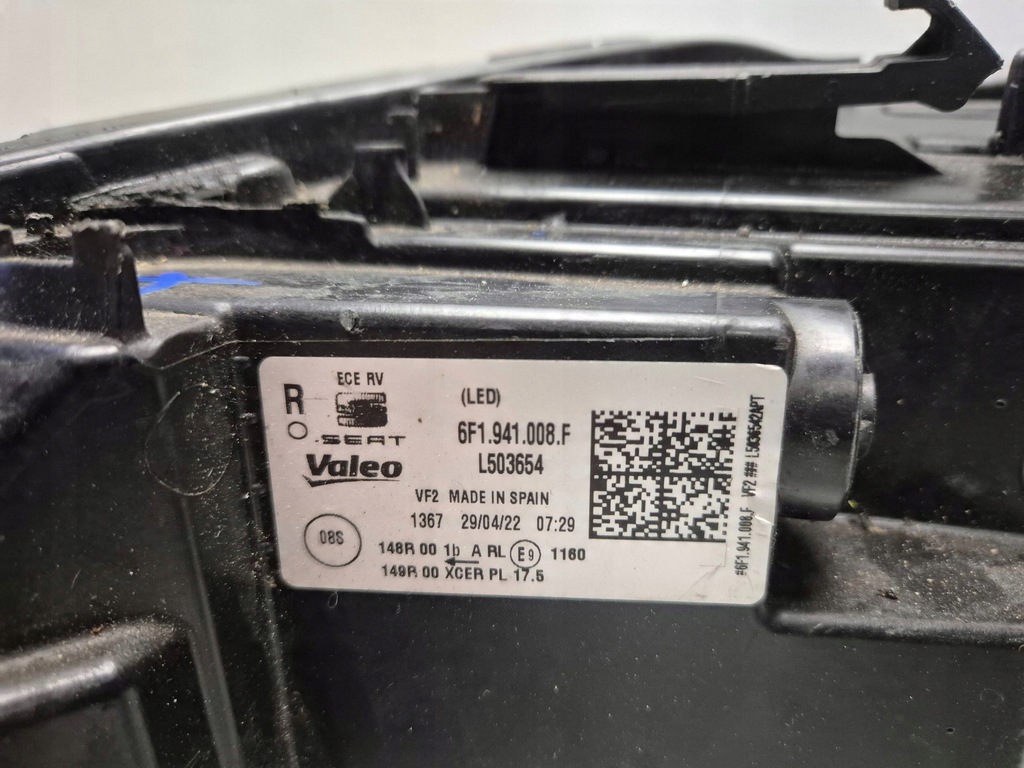 R
ECE RV
SEAT
Valeo
(LED)
6F1.941.008.F
L503654
VF2 MADE IN SPAIN
1367 29/04/22 07:29
08S
148R 00 1b A RL E9 1160
149R 00 XCER PL 17.5
#6F1.941.008.F VF2 ###